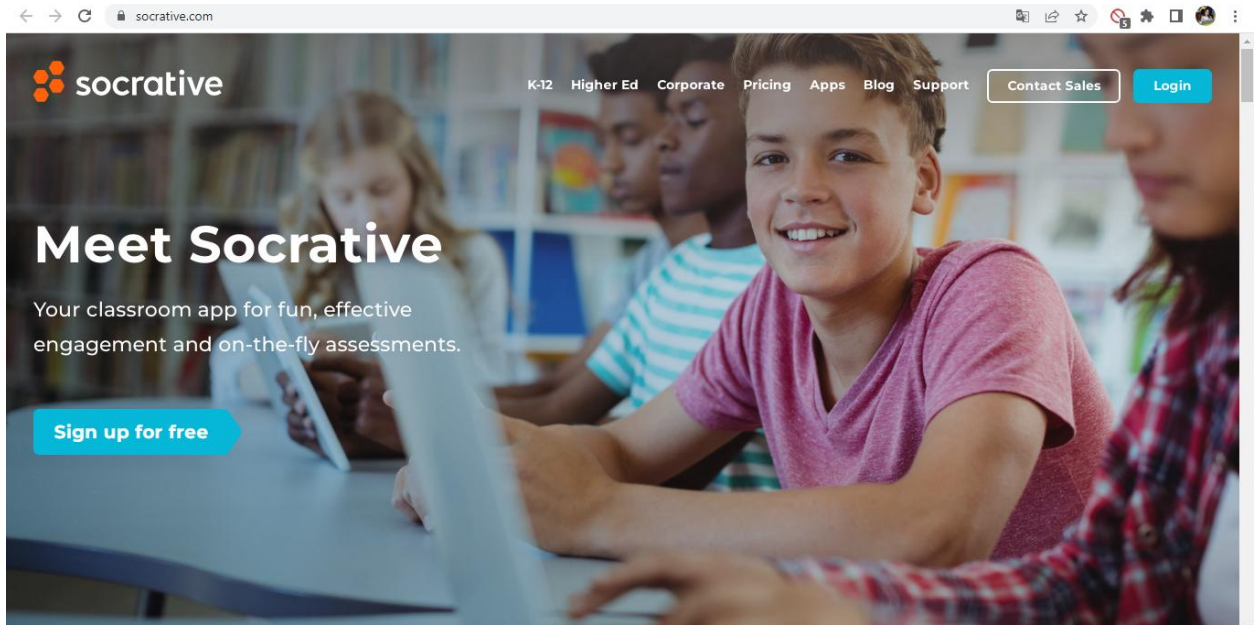 socrative.com
5
socrative
K-12 Higher Ed Corporate Pricing Apps Blog Support Contact Sales Login
Meet Socrative
Your classroom app for fun, effective
engagement and on-the-fly assessments.
Sign up for free